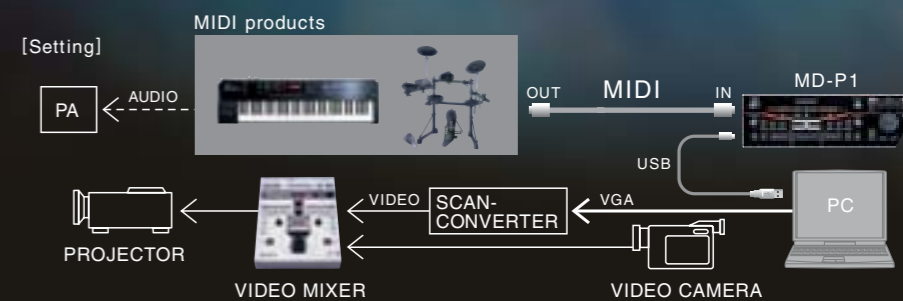 MIDI products
[Setting]
PA
AUDIO
OUT
MIDI
IN
MD-P1
USB
PROJECTOR
VIDEO
SCAN-
CONVERTER
VGA
PC
VIDEO MIXER
VIDEO CAMERA